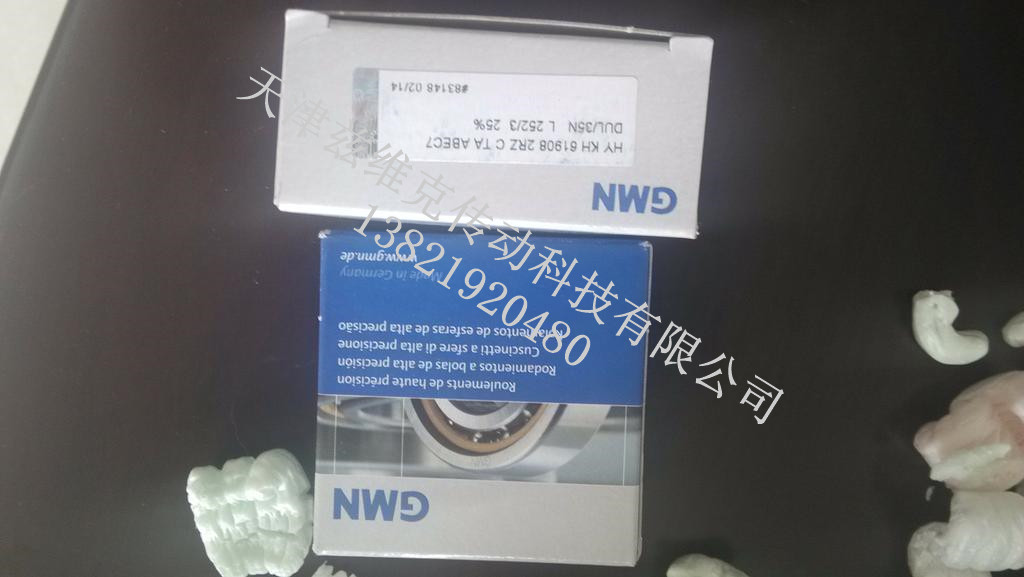 GMN
HY KH 61908 2RZ C TA ABEC7
DUL/35N L 252/3 25%
#83148 02/14
GMN
Roulements de haute précision
Rodamientos a bolas de alta precisión
Cuscinetti a sfere di alta precisione
Rolamentos de esferas de alta precisão
Made in Germany
www.gmn.de
天津兹维克传动科技有限公司
13821920480